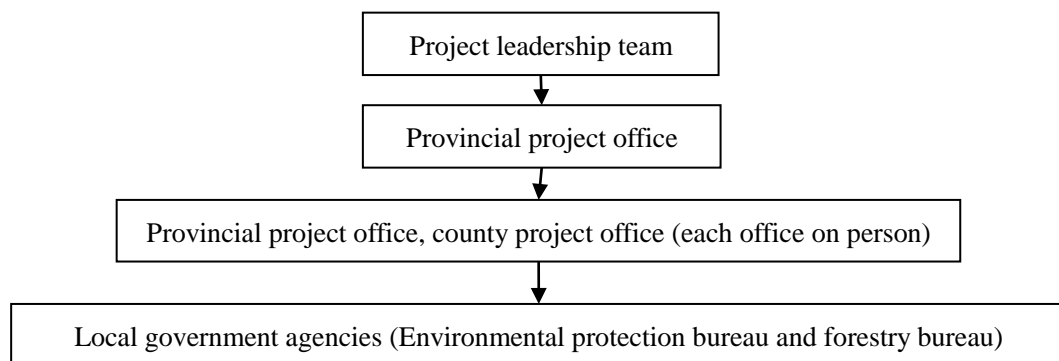 Project leadership team
Provincial project office
Provincial project office, county project office (each office on person)
Local government agencies (Environmental protection bureau and forestry bureau)